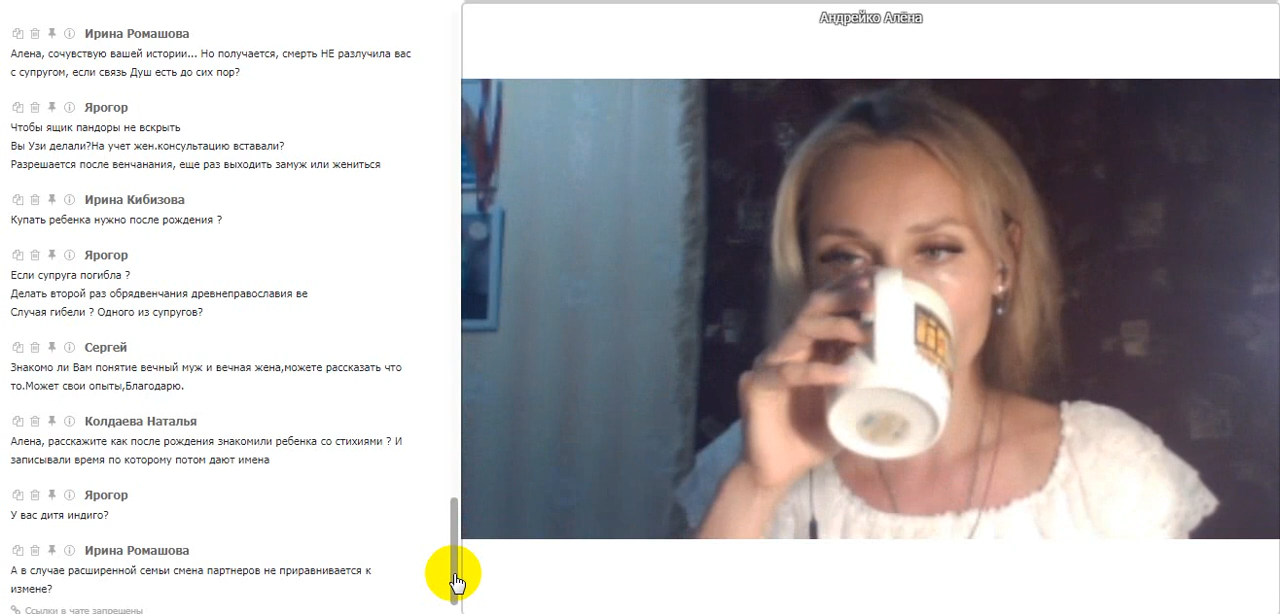 Ирина Ромашова
Алена, сочувствую вашей истории... Но получается, смерть НЕ разлучила вас
с супругом, если связь Душ есть до сих пор?
Ярогор
Чтобы ящик пандоры не вскрыть
Вы Узи делали?На учет жен.консультацию вставали?
Разрешается после венчанания, еще раз выходить замуж или жениться
Ирина Кибизова
Купать ребенка нужно после рождения ?
Ярогор
Если супруга погибла ?
Делать второй раз обрядвенчания древнеправославия ве
Случая гибели ? Одного из супругов?
Сергей
Знакомо ли Вам понятие вечный муж и вечная жена,можете рассказать что
то.Может свои опыты,Благодарю.
Колдаева Наталья
Алена, расскажите как после рождения знакомили ребенка со стихиями ? И
записывали время по которому потом дают имена
Ярогор
У вас дитя индиго?
Ирина Ромашова
А в случае расширенной семьи смена партнеров не приравнивается к
измене?
Ссылки в чате запрещены
Андрейко Алёна